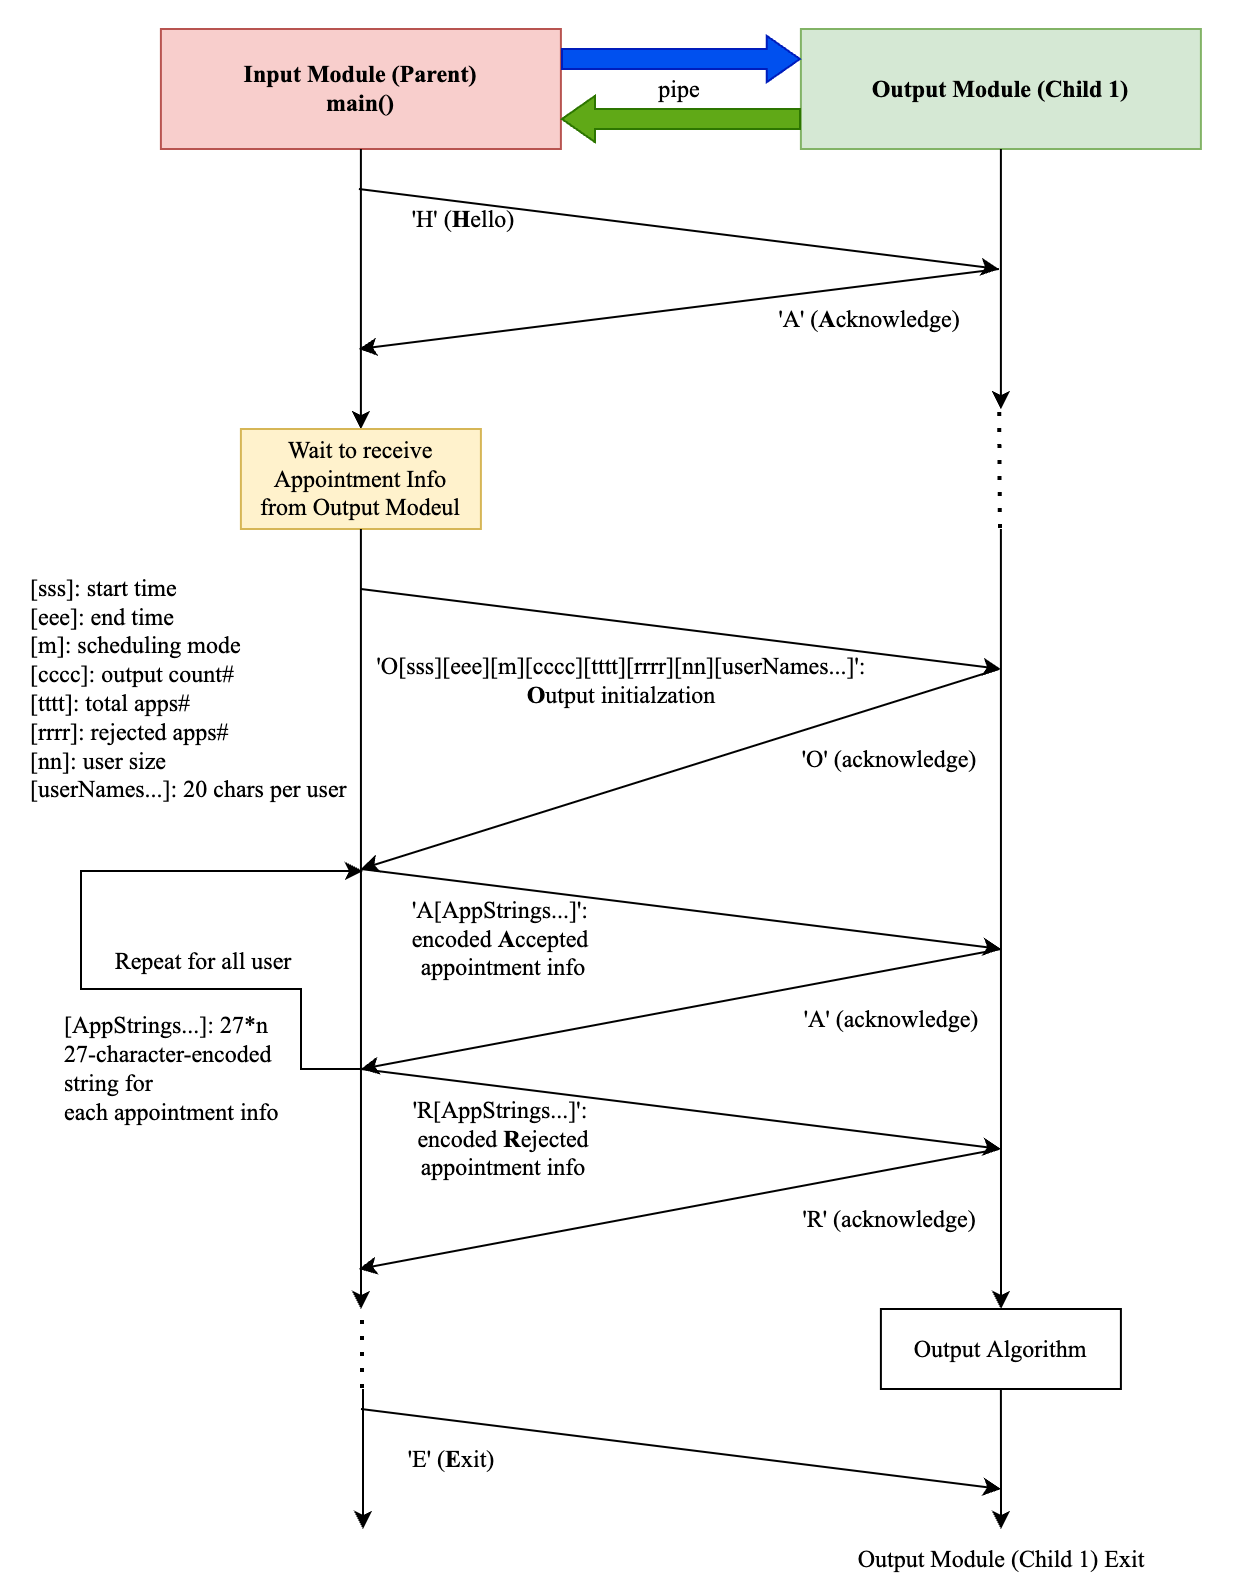 Input Module (Parent)
main()
pipe
Output Module (Child 1)
'H' (Hello)
'A' (Acknowledge)
Wait to receive
Appointment Info
from Output Modeul
[sss]: start time
[eee]: end time
[m]: scheduling mode
[cccc]: output count#
[tttt]: total apps#
[rrrr]: rejected apps#
[nn]: user size
[userNames...]: 20 chars per user
'O[sss][eee][m][cccc][tttt][rrrr][nn][userNames...]':
Output initialzation
'O' (acknowledge)
'A[AppStrings...]':
encoded Accepted
appointment info
Repeat for all user
'A' (acknowledge)
[AppStrings...]: 27*n
27-character-encoded
string for
each appointment info
'R[AppStrings...]':
encoded Rejected
appointment info
'R' (acknowledge)
Output Algorithm
'E' (Exit)
Output Module (Child 1) Exit